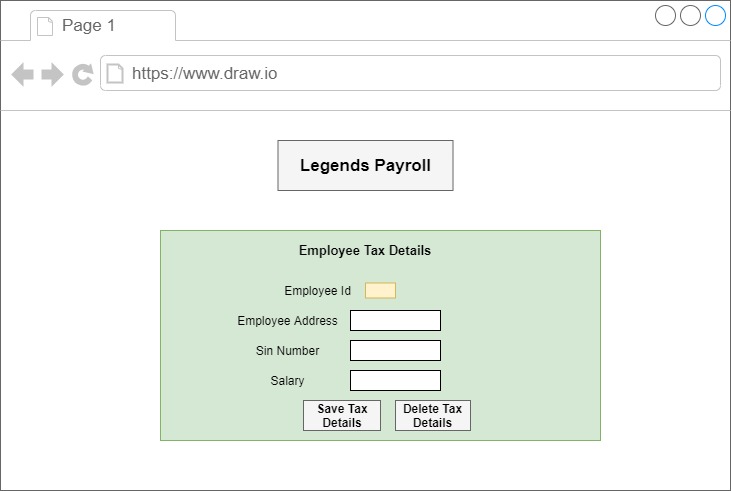 Page 1
https://www.draw.io
Legends Payroll
Employee Tax Details
Employee Id
Employee Address
Sin Number
Salary
Save Tax
Details
Delete Tax
Details